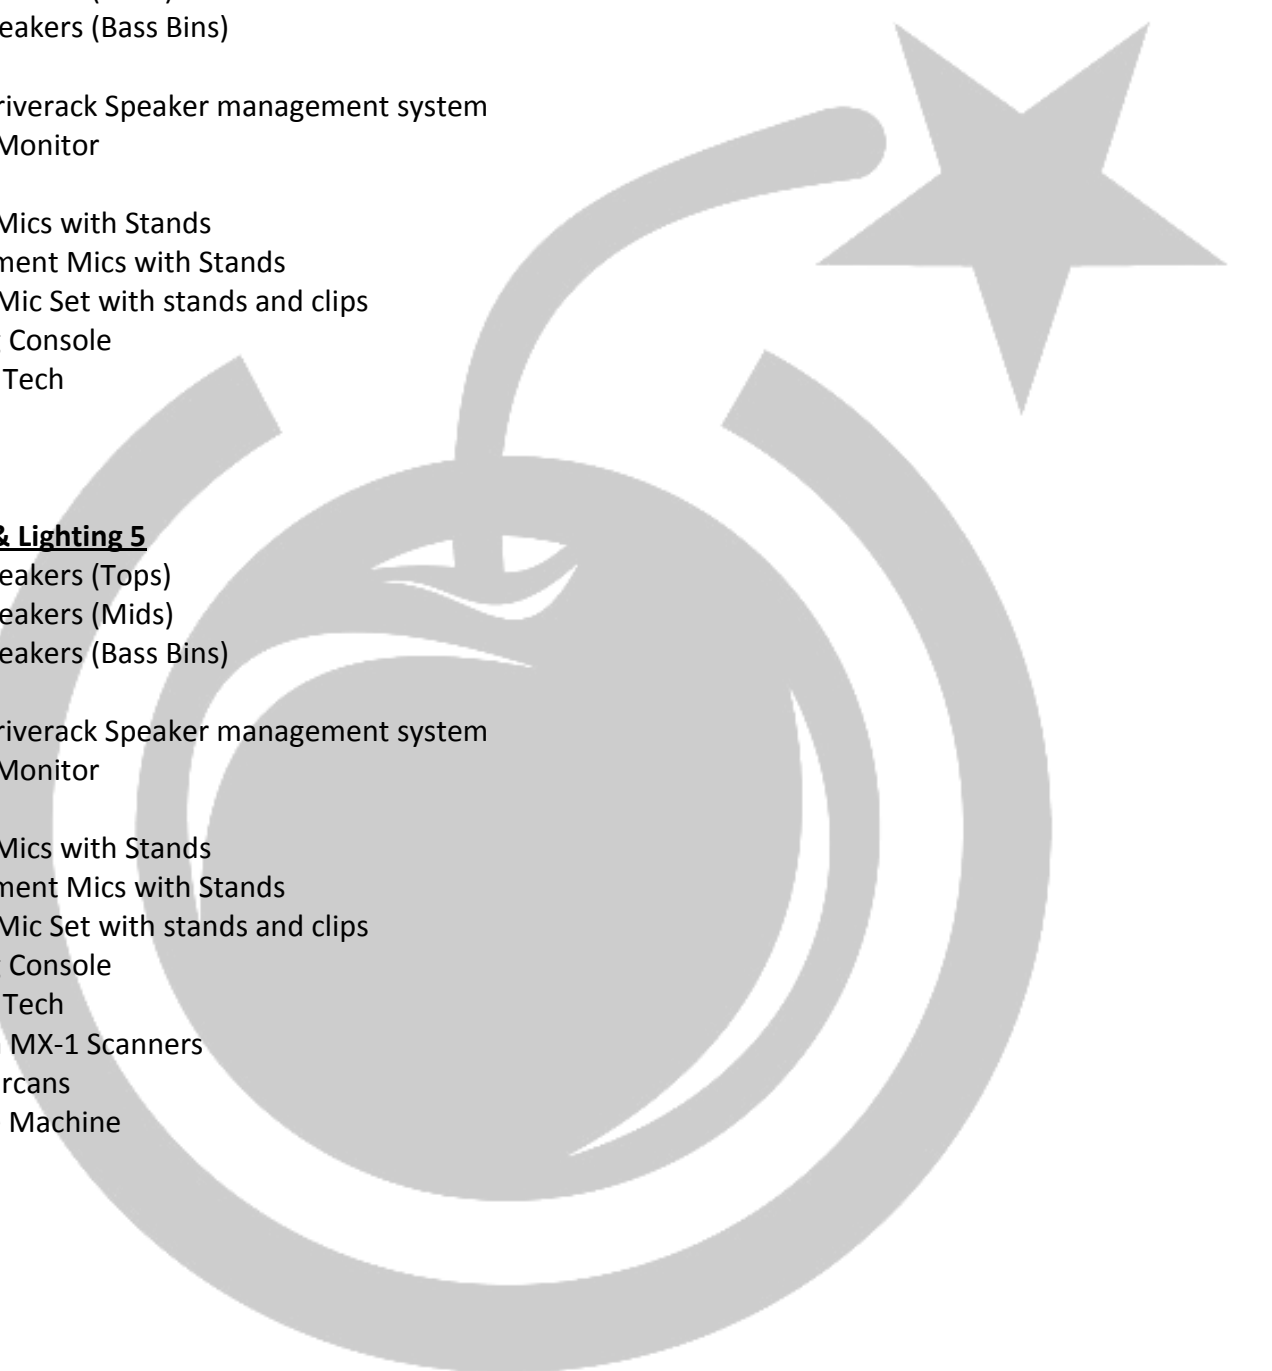 eakers (Bass Bins)
riverack Speaker management system
Monitor
Mics with Stands
ment Mics with Stands
Mic Set with stands and clips
Console
Tech
& Lighting 5
eakers (Tops)
eakers (Mids)
eakers (Bass Bins)
riverack Speaker management system
Monitor
Mics with Stands
ment Mics with Stands
Mic Set with stands and clips
Console
Tech
MX-1 Scanners
rcans
Machine